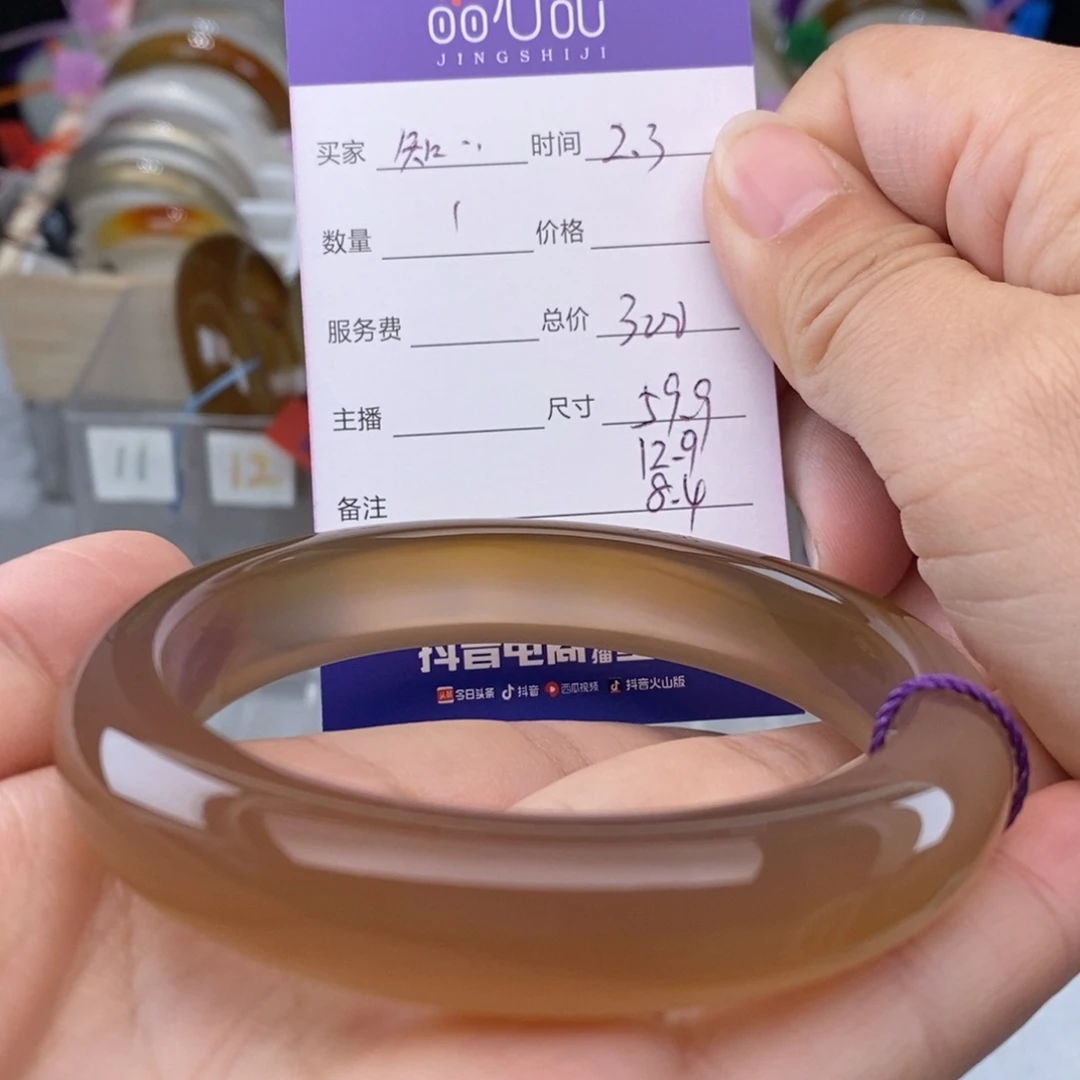 JINGSHIJI
买家 时间 2.3
数量 1 价格
服务费 总价
主播 尺寸 59.9
12.9
8.4
备注
11 12
抖音电商
头条 今日头条 抖音 西瓜视频 抖音火山版